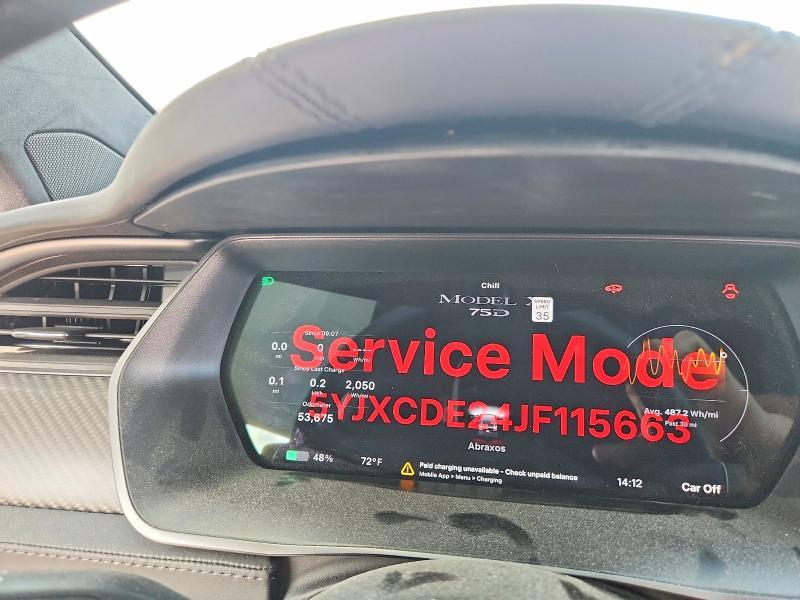 Chill
MODEL X
75D
SPEED
LIMIT
35
Since 09:07
0.0
mi
0
Wh/mi
Service Mode
Since Last Charge
0.1
mi
0.2
kWh
2,050
Wh/mi
Odometer
53,675
5YJXCDE24JF115663
Avg. 487.2 Wh/mi
Past 30 mi
Abraxos
48%
72°F
Paid charging unavailable - Check unpaid balance
Mobile App > Menu > Charging
14:12
Car Off